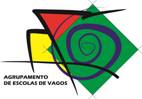 AGRUPAMENTO
DE ESCOLAS DE VAGOS